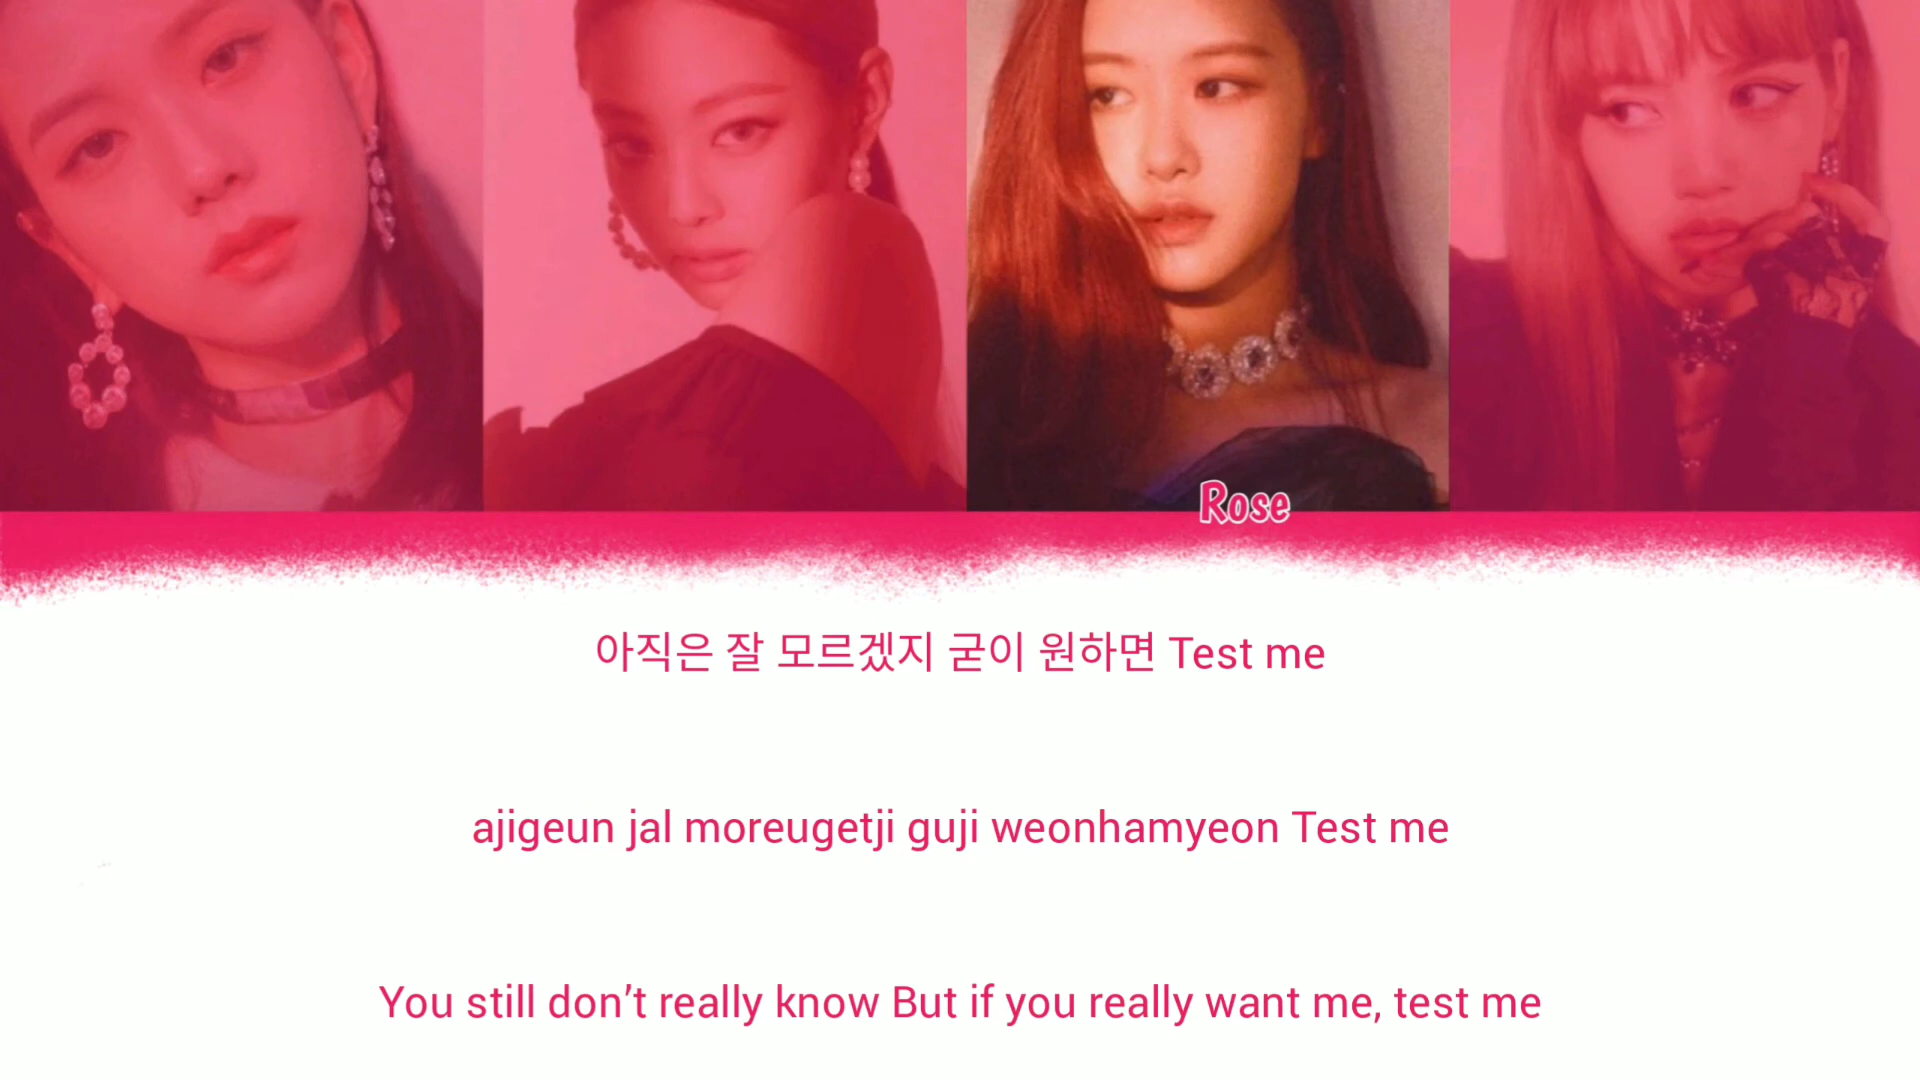 Rose
아직은 잘 모르겠지 굳이 원하면 Test me
ajigeun jal moreugetji guji weonhamyeon Test me
You still don’t really know But if you really want me, test me